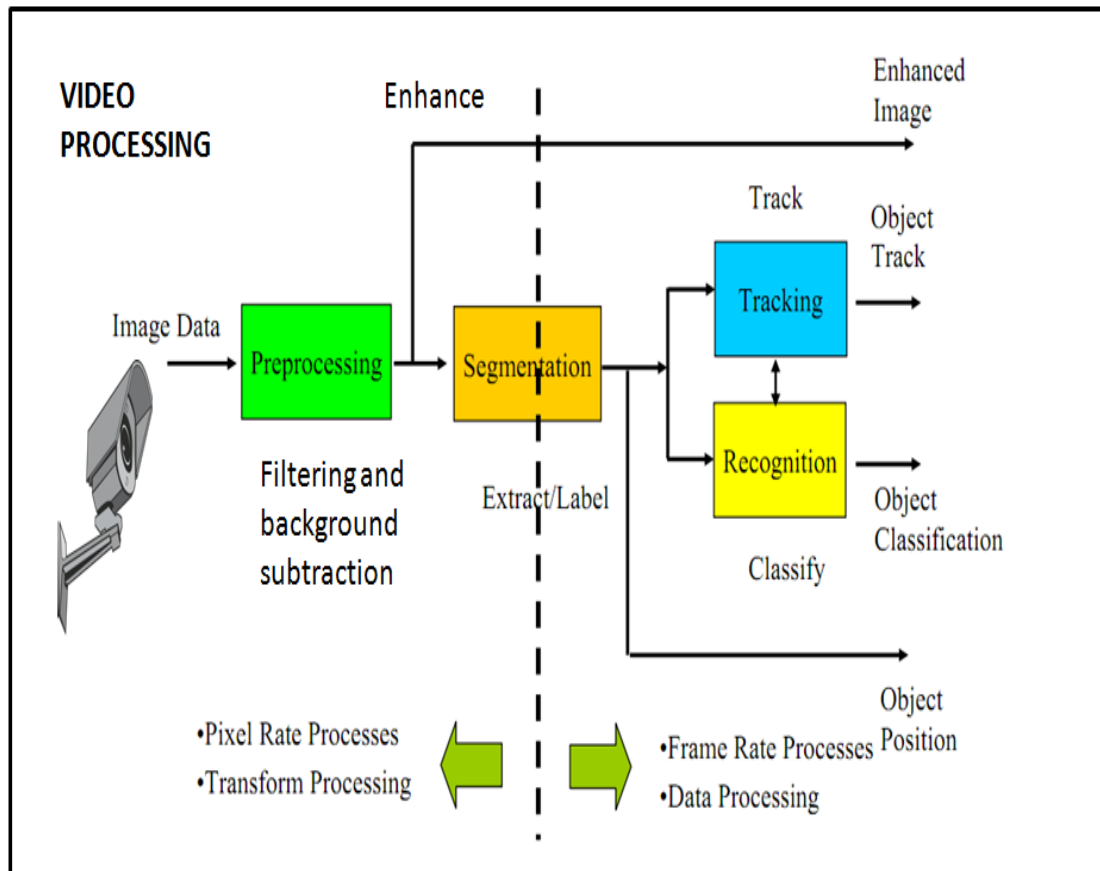 VIDEO
PROCESSING
Enhance
Enhanced
Image
Track
Object
Track
Image Data
Preprocessing
Segmentation
Tracking
Recognition
Filtering and
background
subtraction
Extract/Label
Object
Classification
Classify
Object
Position
•Pixel Rate Processes
•Transform Processing
•Frame Rate Processes
•Data Processing